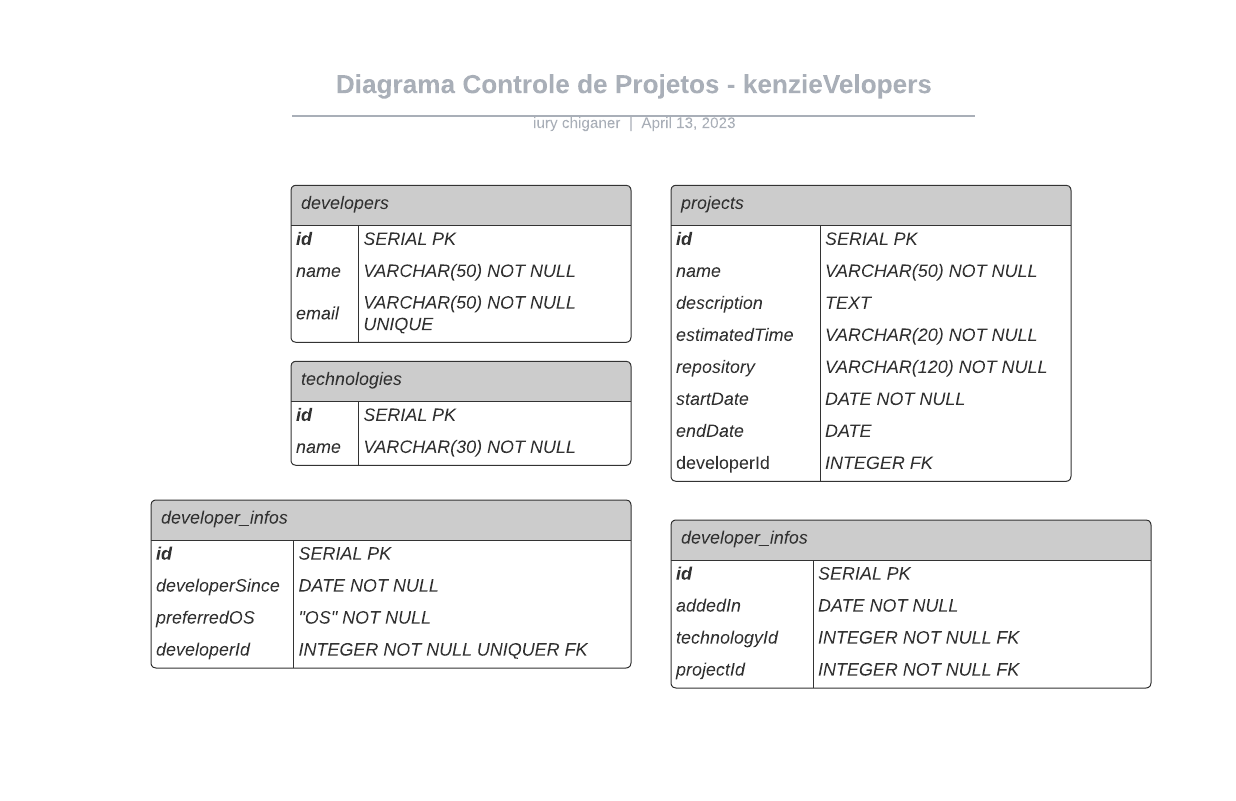 Diagrama Controle de Projetos - kenzieVelopers
iury chiganer | April 13, 2023
developers
id SERIAL PK
name VARCHAR(50) NOT NULL
email VARCHAR(50) NOT NULL
UNIQUE
technologies
id SERIAL PK
name VARCHAR(30) NOT NULL
developer_infos
id SERIAL PK
developerSince DATE NOT NULL
preferredOS "OS" NOT NULL
developerId INTEGER NOT NULL UNIQUER FK
projects
id SERIAL PK
name VARCHAR(50) NOT NULL
description TEXT
estimatedTime VARCHAR(20) NOT NULL
repository VARCHAR(120) NOT NULL
startDate DATE NOT NULL
endDate DATE
developerId INTEGER FK
developer_infos
id SERIAL PK
addedIn DATE NOT NULL
technologyId INTEGER NOT NULL FK
projectId INTEGER NOT NULL FK